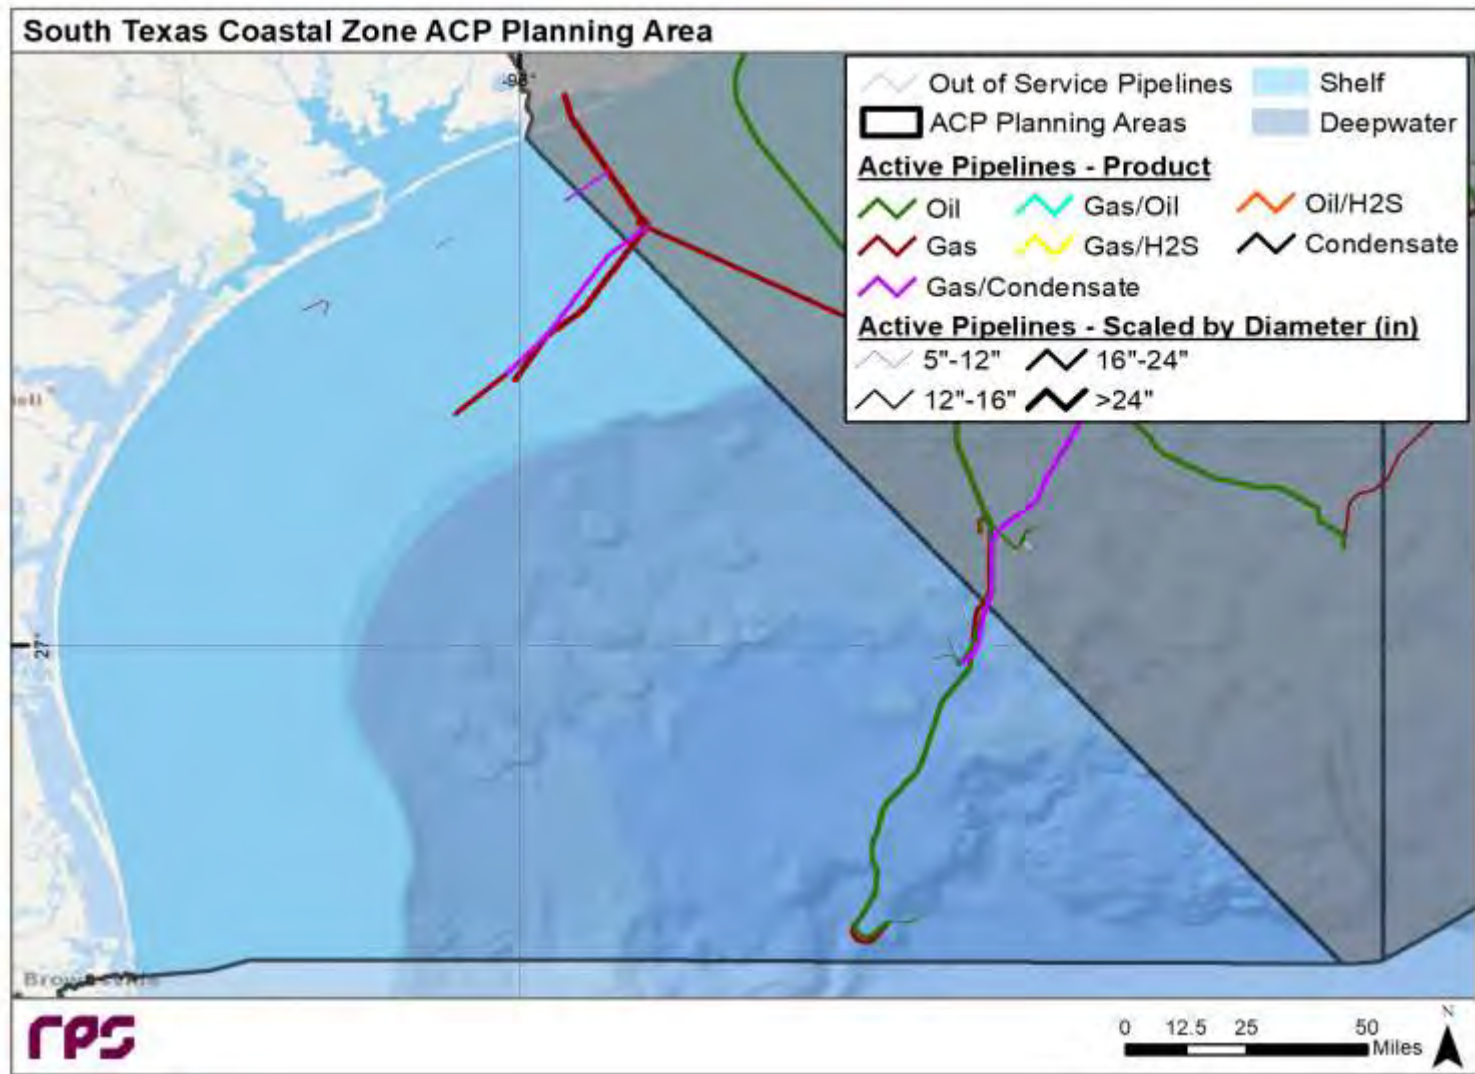 South Texas Coastal Zone ACP Planning Area
-96°
Out of Service Pipelines
Shelf
ACP Planning Areas
Deepwater
Active Pipelines - Product
Oil
Gas/Oil
Oil/H2S
Gas
Gas/H2S
Condensate
Gas/Condensate
Active Pipelines - Scaled by Diameter (in)
5"-12"
16"-24"
12"-16"
>24"
27°
Brownsville
rps
0 12.5 25 50
Miles
N